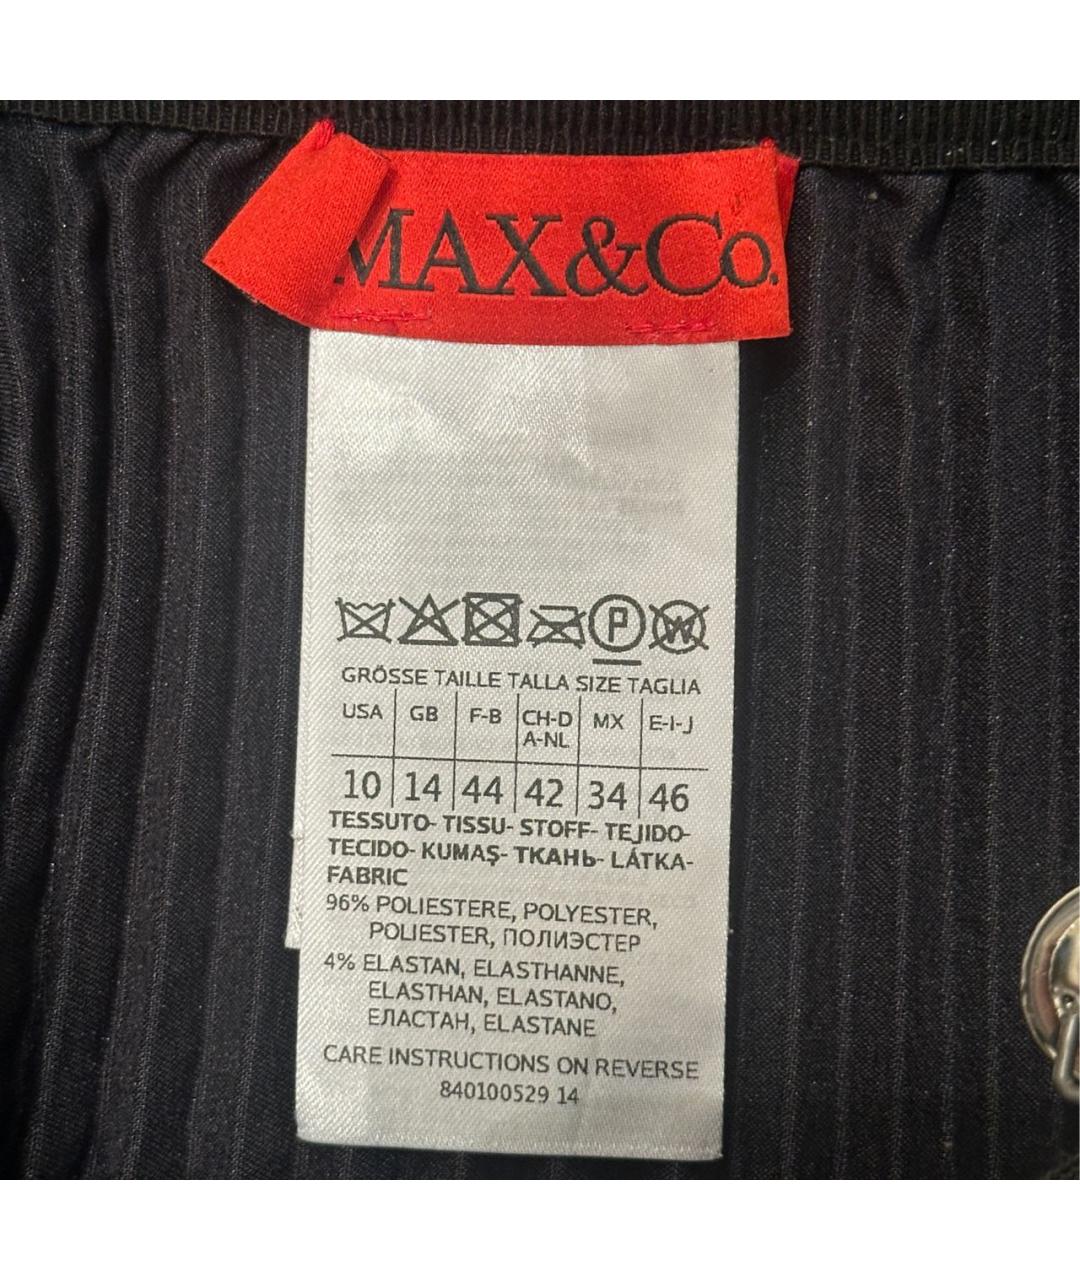 MAX&Co.
P W
GRÖSSE TAILLE TALLA SIZE TAGLIA
USA GB F-B CH-D A-NL MX E-I-J
10 14 44 42 34 46
TESSUTO- TISSU- STOFF- TEJIDO-
TECIDO- KUMAŞ- ТКАНЬ- LÁTKA-
FABRIC
96% POLIESTERE, POLYESTER,
POLIESTER, ПОЛИЭСТЕР
4% ELASTAN, ELASTHANNE,
ELASTHAN, ELASTANO,
ЕЛАСТАН, ELASTANE
CARE INSTRUCTIONS ON REVERSE
840100529 14